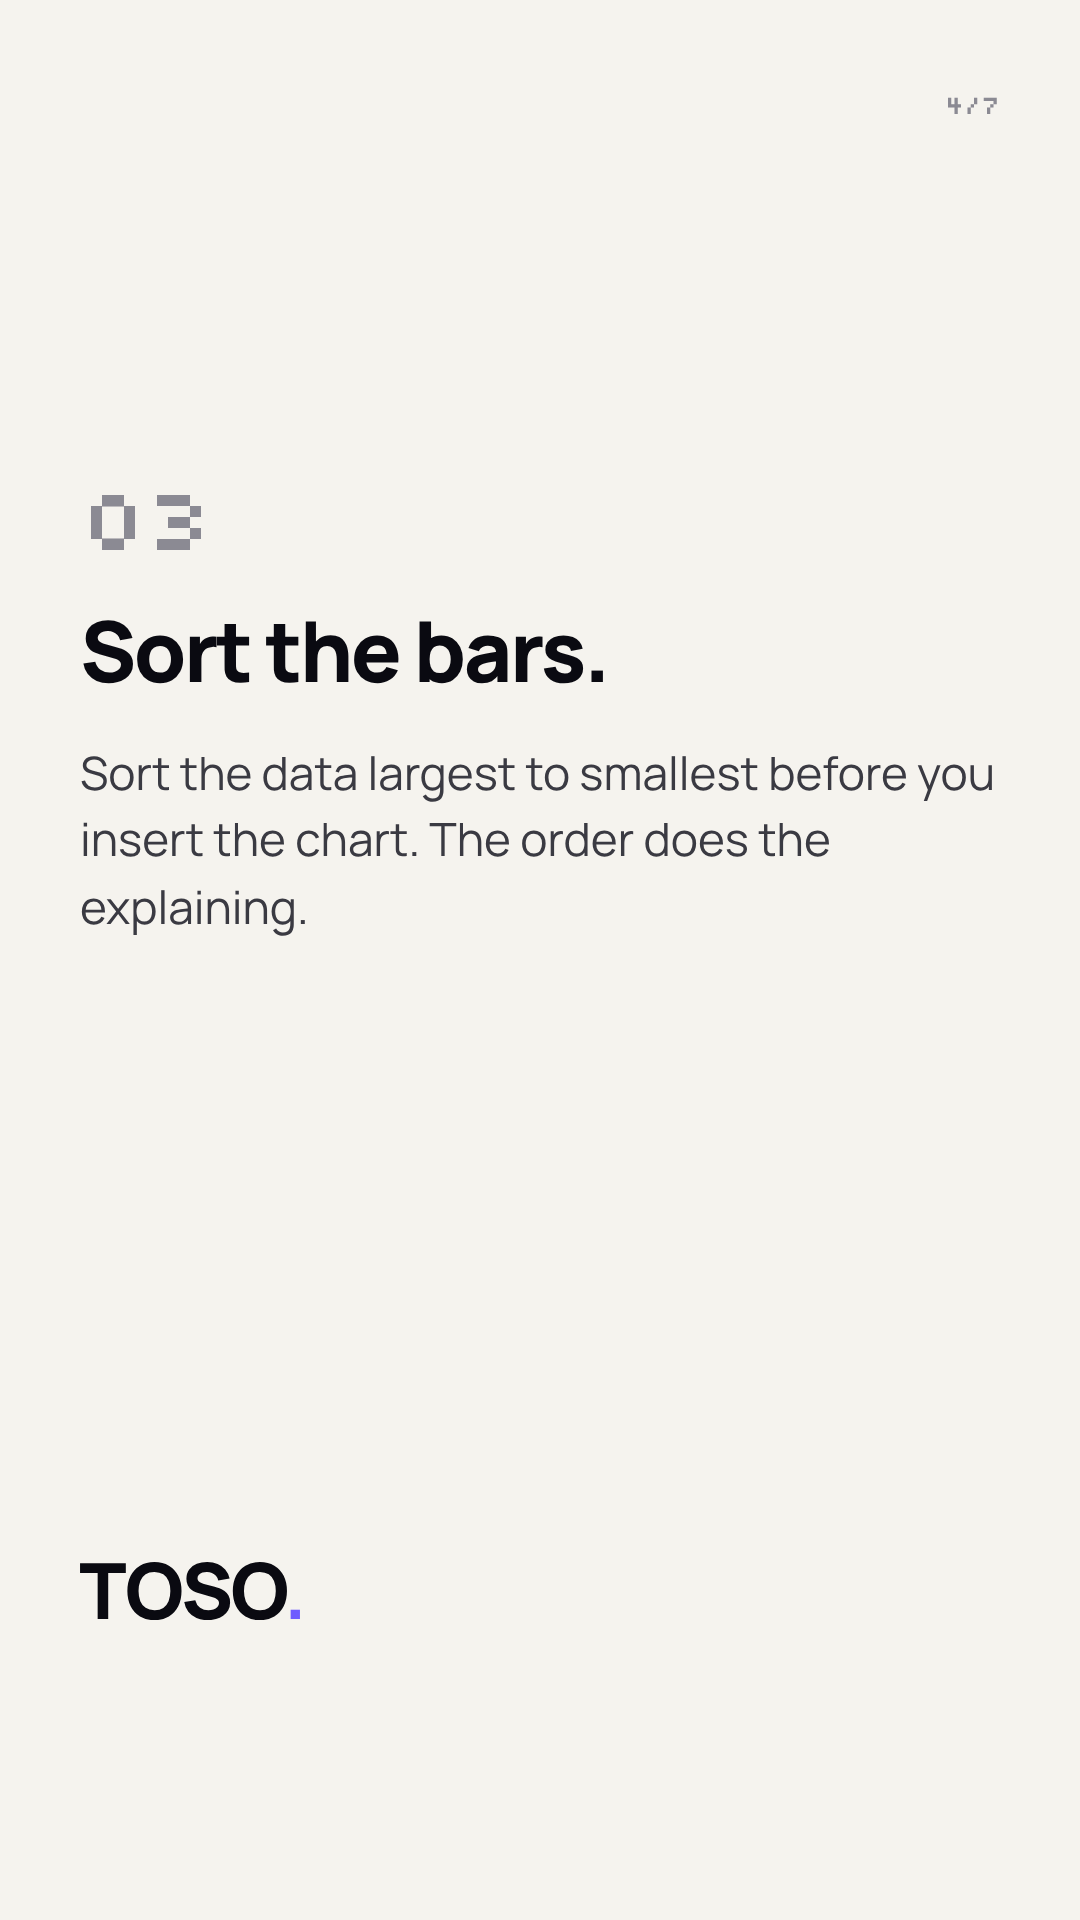 4/7
03
Sort the bars.
Sort the data largest to smallest before you
insert the chart. The order does the
explaining.
TOSO.